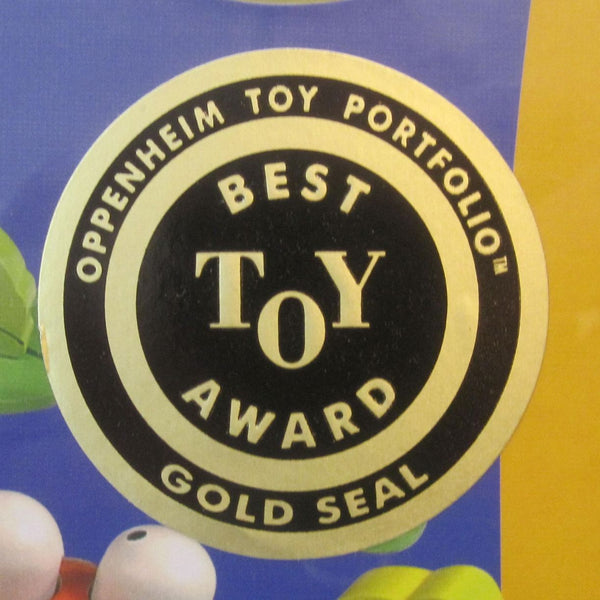 OPPENHEIM TOY PORTFOLIO™
BEST
TOY
AWARD
GOLD SEAL